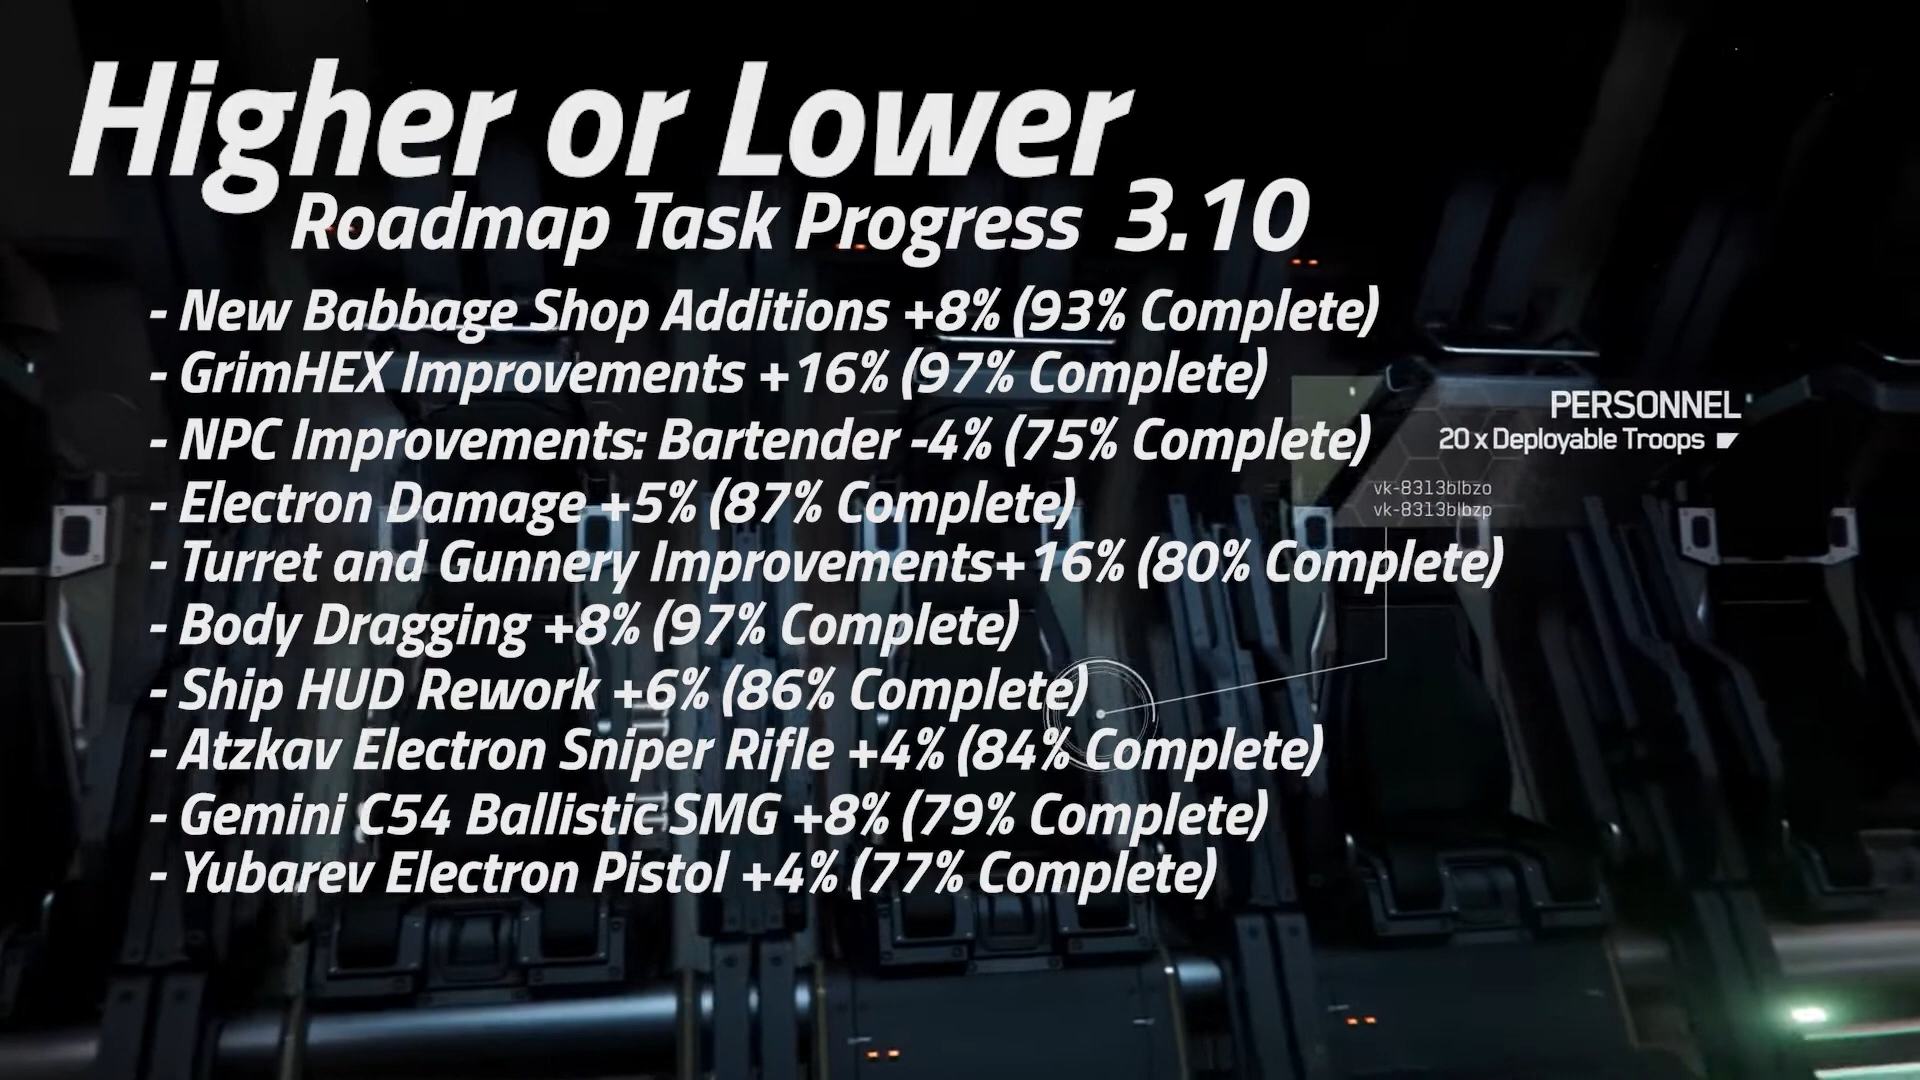 Higher or Lower
Roadmap Task Progress 3.10
- New Babbage Shop Additions +8% (93% Complete)
- GrimHEX Improvements +16% (97% Complete)
- NPC Improvements: Bartender -4% (75% Complete)
- Electron Damage +5% (87% Complete)
- Turret and Gunnery Improvements+16% (80% Complete)
- Body Dragging +8% (97% Complete)
- Ship HUD Rework +6% (86% Complete)
- Atzkav Electron Sniper Rifle +4% (84% Complete)
- Gemini C54 Ballistic SMG +8% (79% Complete)
- Yubarev Electron Pistol +4% (77% Complete)
PERSONNEL
20 x Deployable Troops
vk-8313blbzo
vk-8313blbzp